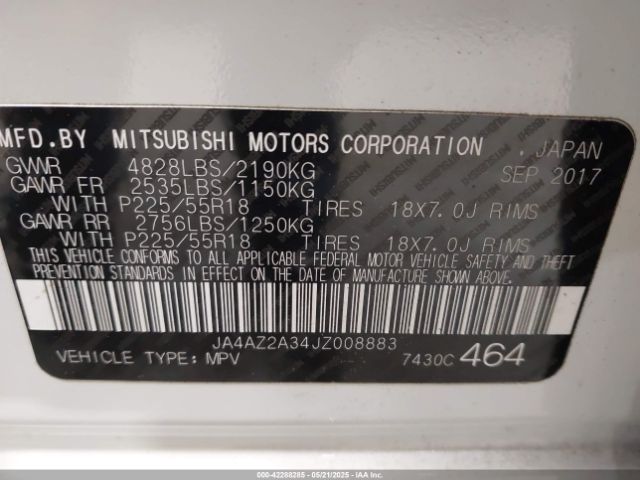 MFD.BY MITSUBISHI MOTORS CORPORATION . JAPAN
GVWR 4828LBS/2190KG SEP 2017
GAWR FR 2535LBS/1150KG
WITH P225/55R18 TIRES 18X7.0J RIMS
GAWR RR 2756LBS/1250KG
WITH P225/55R18 TIRES 18X7.0J RIMS
THIS VEHICLE CONFORMS TO ALL APPLICABLE FEDERAL MOTOR VEHICLE SAFETY AND THEFT
PREVENTION STANDARDS IN EFFECT ON THE DATE OF MANUFACTURE SHOWN ABOVE.
JA4AZ2A34JZ008883
VEHICLE TYPE: MPV 7430C 464
000-42288285 - 05/21/2025 - IAAI.COM